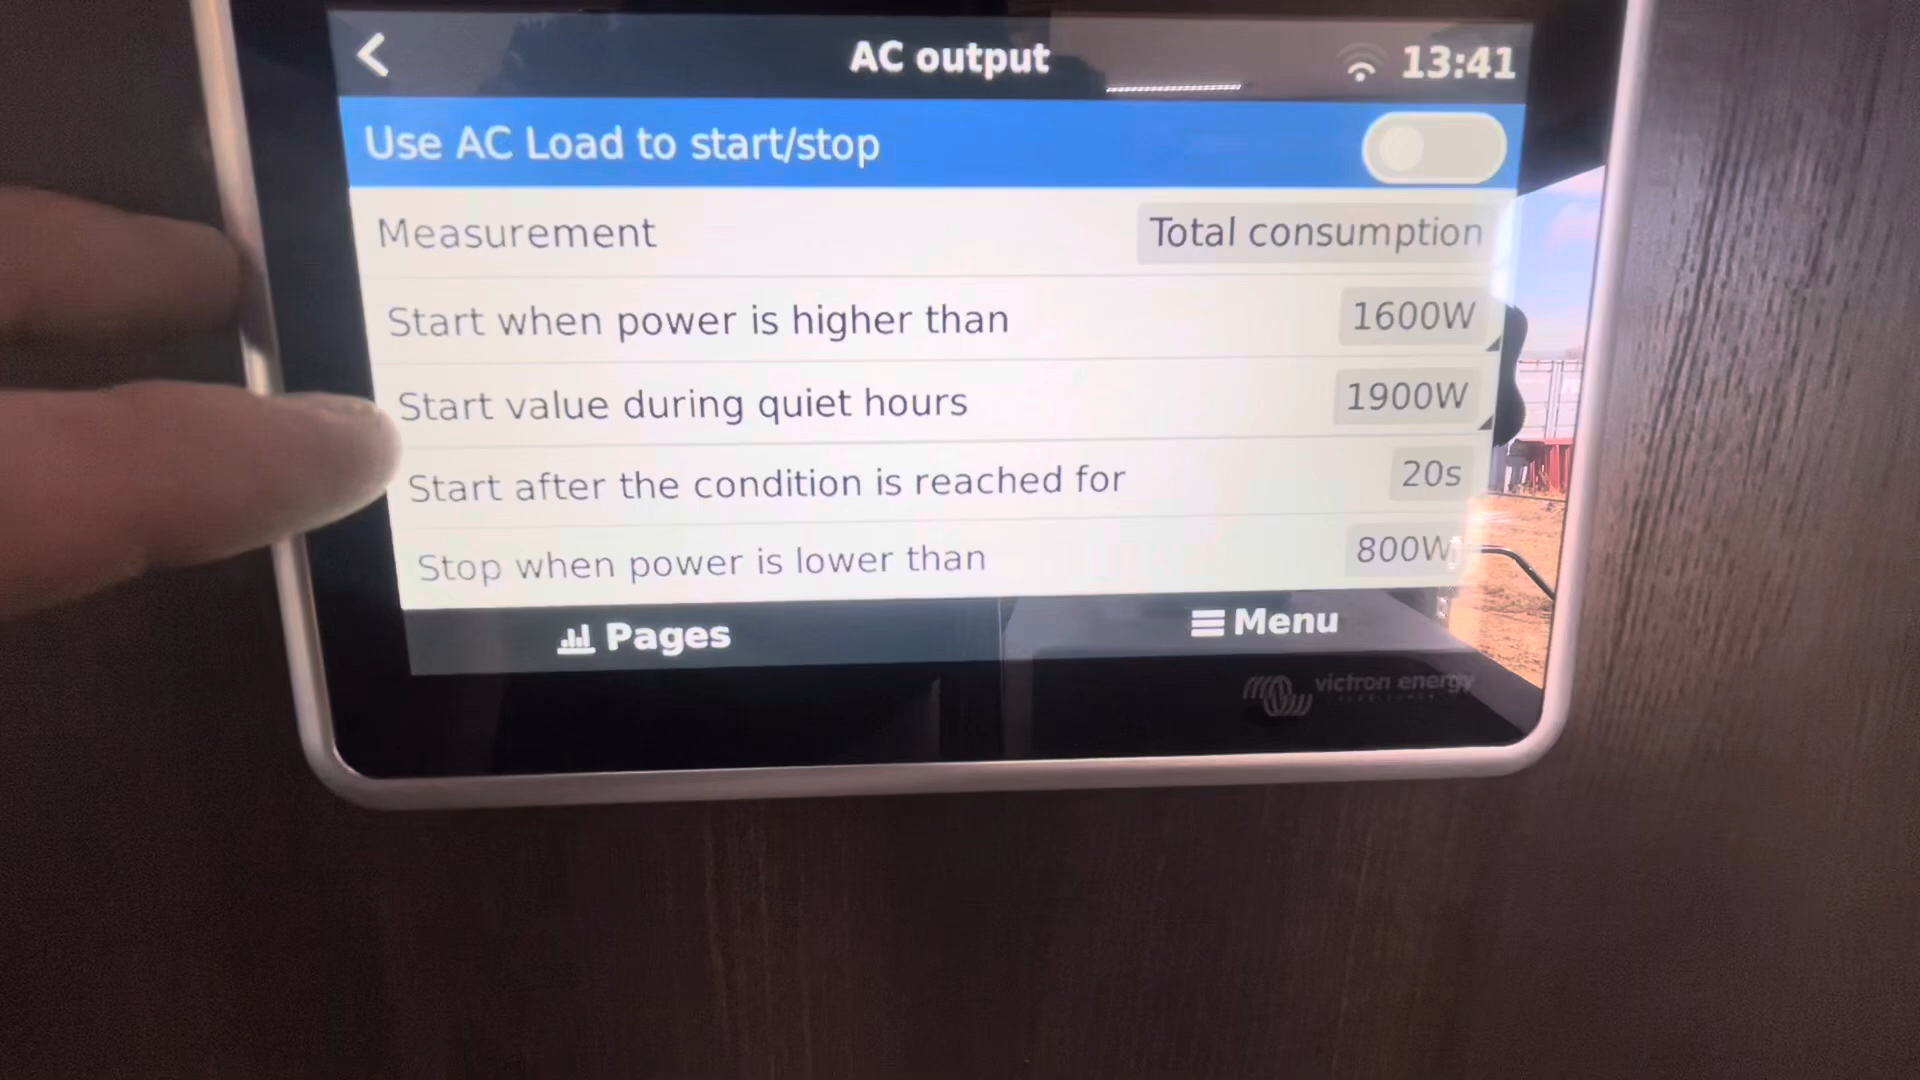 AC output
13:41
Use AC Load to start/stop
Measurement
Total consumption
Start when power is higher than
1600W
Start value during quiet hours
1900W
Start after the condition is reached for
20s
Stop when power is lower than
800W
Pages
Menu
victron energy